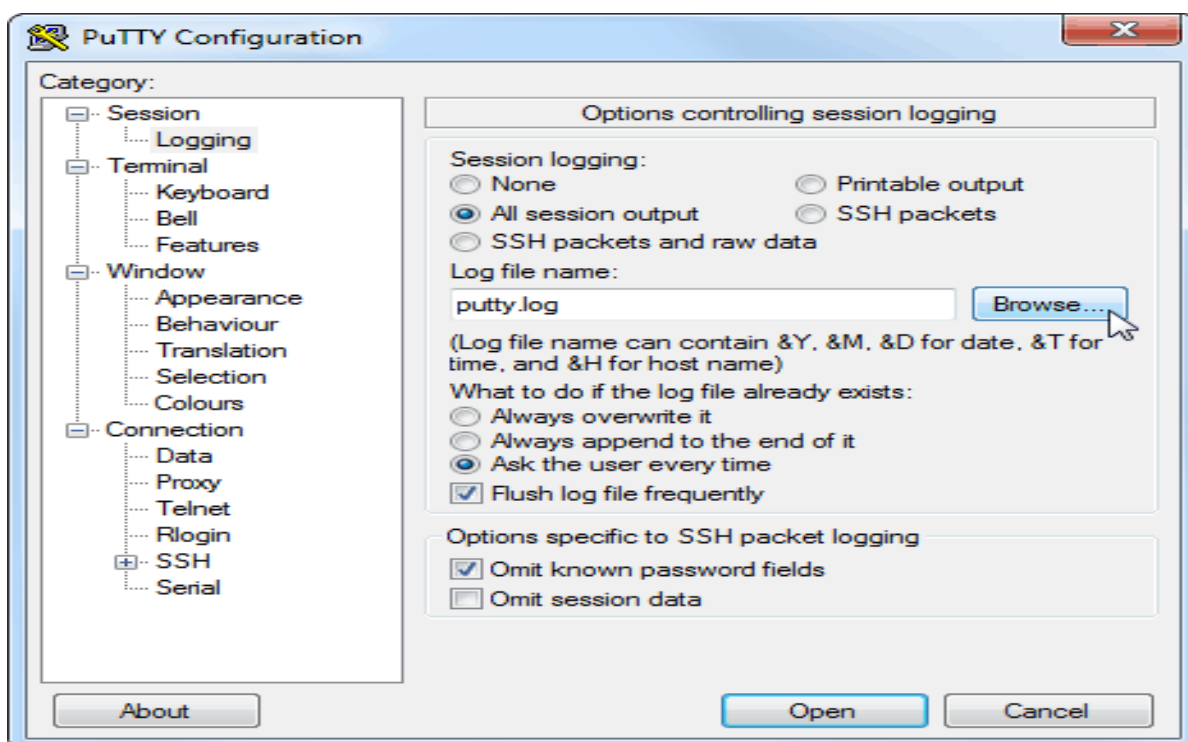 PuTTY Configuration
Category:
Session
Logging
Terminal
Keyboard
Bell
Features
Window
Appearance
Behaviour
Translation
Selection
Colours
Connection
Data
Proxy
Telnet
Rlogin
SSH
Serial
Options controlling session logging
Session logging:
None
Printable output
All session output
SSH packets
SSH packets and raw data
Log file name:
putty.log
Browse...
(Log file name can contain &Y, &M, &D for date, &T for
time, and &H for host name)
What to do if the log file already exists:
Always overwrite it
Always append to the end of it
Ask the user every time
Flush log file frequently
Options specific to SSH packet logging
Omit known password fields
Omit session data
About
Open
Cancel